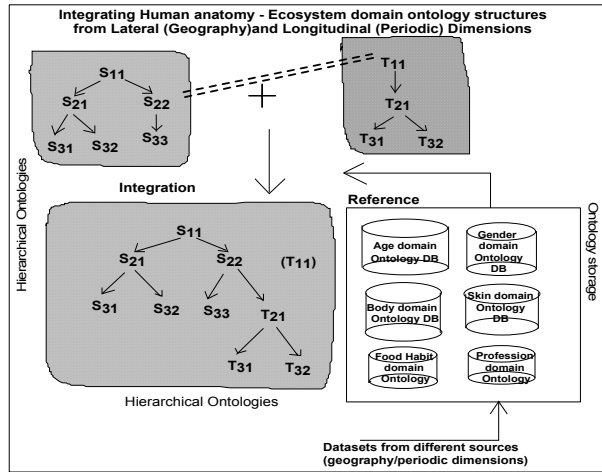 Integrating Human anatomy - Ecosystem domain ontology structures
from Lateral (Geography)and Longitudinal (Periodic) Dimensions
S11
S21 S22
S31 S32 S33
T11
T21
T31 T32
Hierarchical Ontologies
Integration
S11
S21 S22 (T11)
S31 S32 S33 T21
T31 T32
Hierarchical Ontologies
Reference
Age domain
Ontology DB
Gender
domain
Ontology
DB
Body domain
Ontology DB
Skin domain
Ontology
DB
Food Habit
domain
Ontology
Profession
domain
Ontology
Ontology storage
Datasets from different sources
(geography/periodic dimensions)